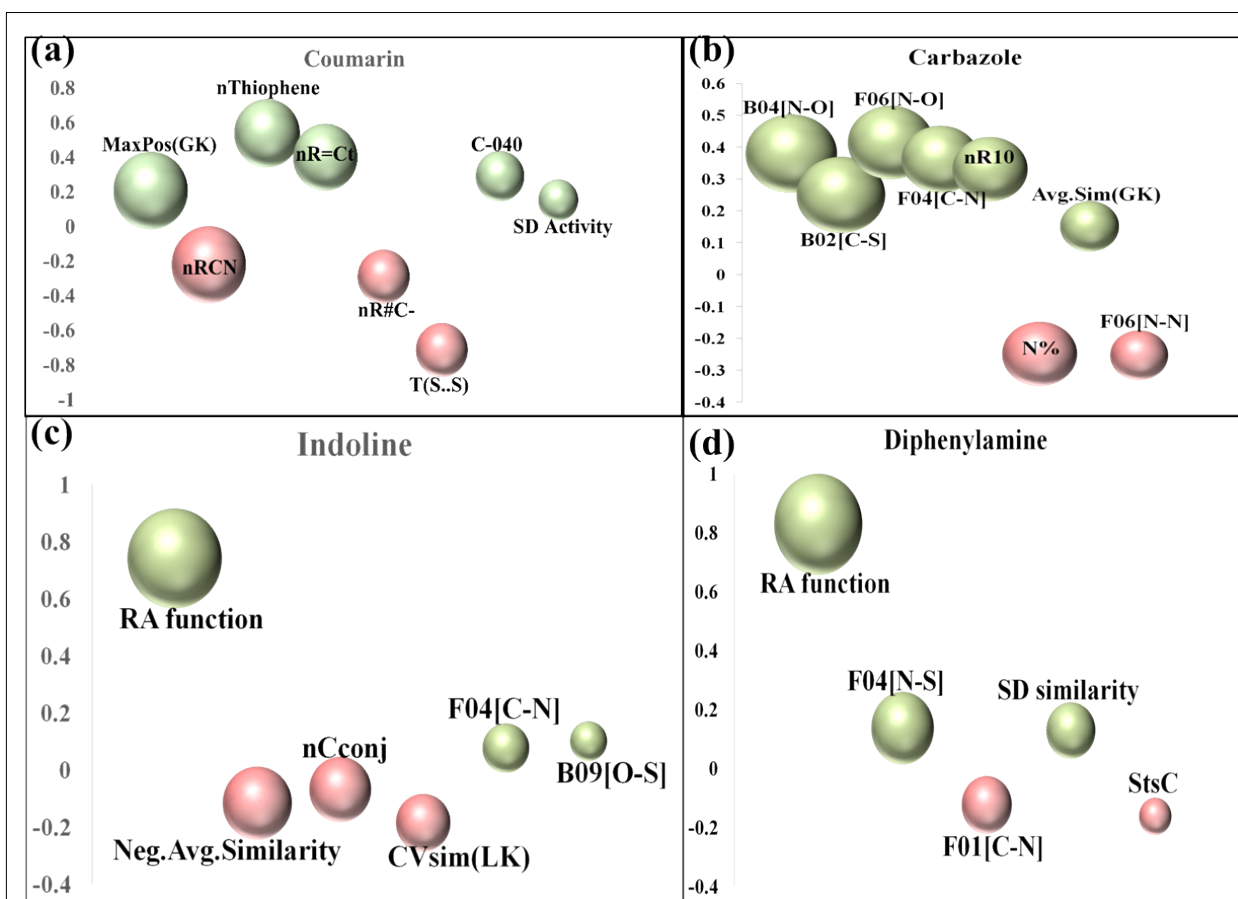 (a)
Coumarin
0.8
0.6
0.4
0.2
0
-0.2
-0.4
-0.6
-0.8
-1
nThiophene
MaxPos(GK)
nR=Ct
C-040
SD Activity
nRCN
nR#C-
T(S..S)
(b)
Carbazole
0.6
0.5
0.4
0.3
0.2
0.1
0
-0.1
-0.2
-0.3
-0.4
B04[N-O]
F06[N-O]
nR10
F04[C-N]
Avg.Sim(GK)
B02[C-S]
N%
F06[N-N]
(c)
Indoline
1
0.8
0.6
0.4
0.2
0
-0.2
-0.4
RA function
F04[C-N]
nCconj
B09[O-S]
Neg.Avg.Similarity
CVsim(LK)
(d)
Diphenylamine
1
0.8
0.6
0.4
0.2
0
-0.2
-0.4
RA function
F04[N-S]
SD similarity
StsC
F01[C-N]